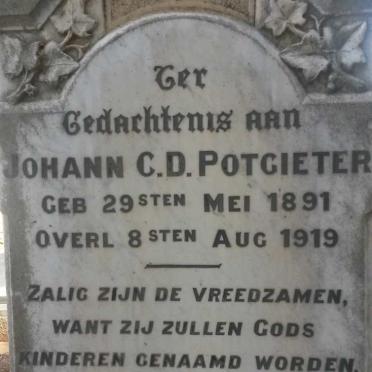 Ter
Gedachtenis aan
JOHANN C.D. POTGIETER
GEB 29STEN MEI 1891
OVERL 8STEN AUG 1919
ZALIG ZIJN DE VREEDZAMEN,
WANT ZIJ ZULLEN GODS
KINDEREN GENAAMD WORDEN.